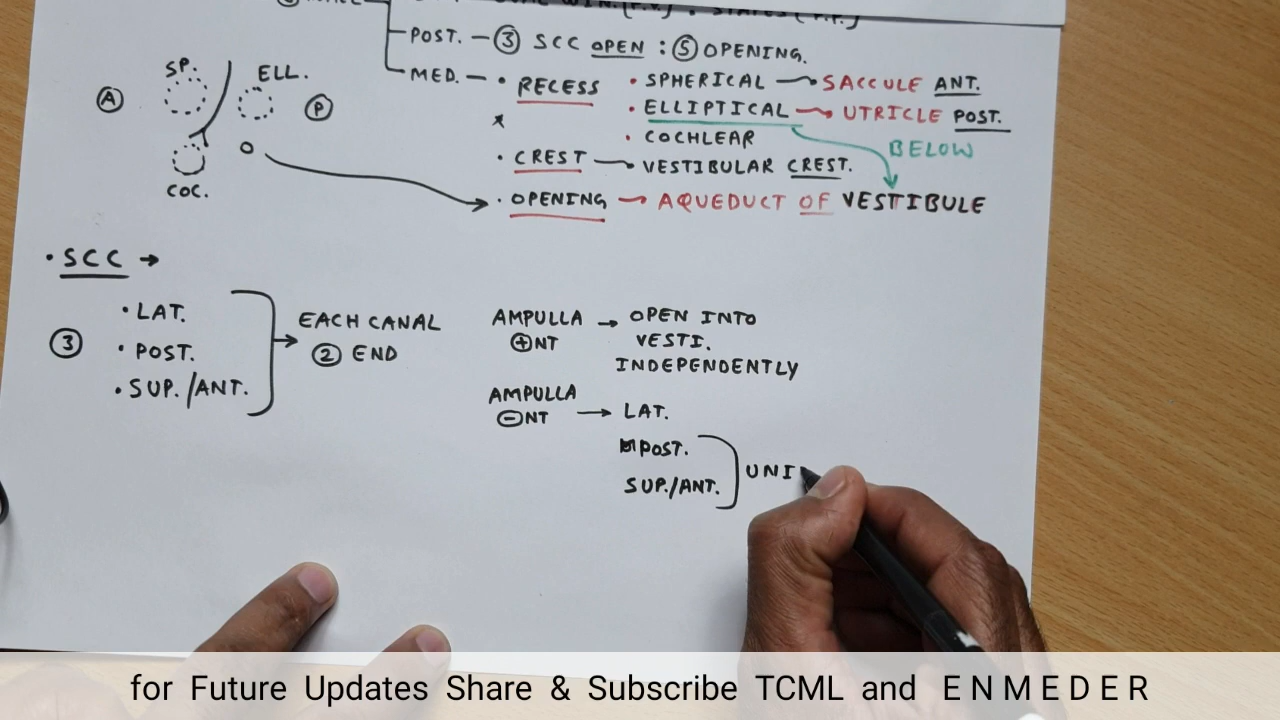 POST. – ③ SCC OPEN : ⑤ OPENING.
MED. – • RECESS • SPHERICAL → SACCULE ANT.
• ELLIPTICAL → UTRICLE POST.
• COCHLEAR
BELOW
• CREST → VESTIBULAR CREST.
• OPENING → AQUEDUCT OF VESTIBULE
SP. ELL.
A P
COC.
• SCC →
③
• LAT.
• POST.
• SUP./ANT.
EACH CANAL
② END
AMPULLA → OPEN INTO
⊕NT VESTI.
INDEPENDENTLY
AMPULLA
⊖NT → LAT.
POST.
SUP./ANT.
UNI
for Future Updates Share & Subscribe TCML and E N M E D E R